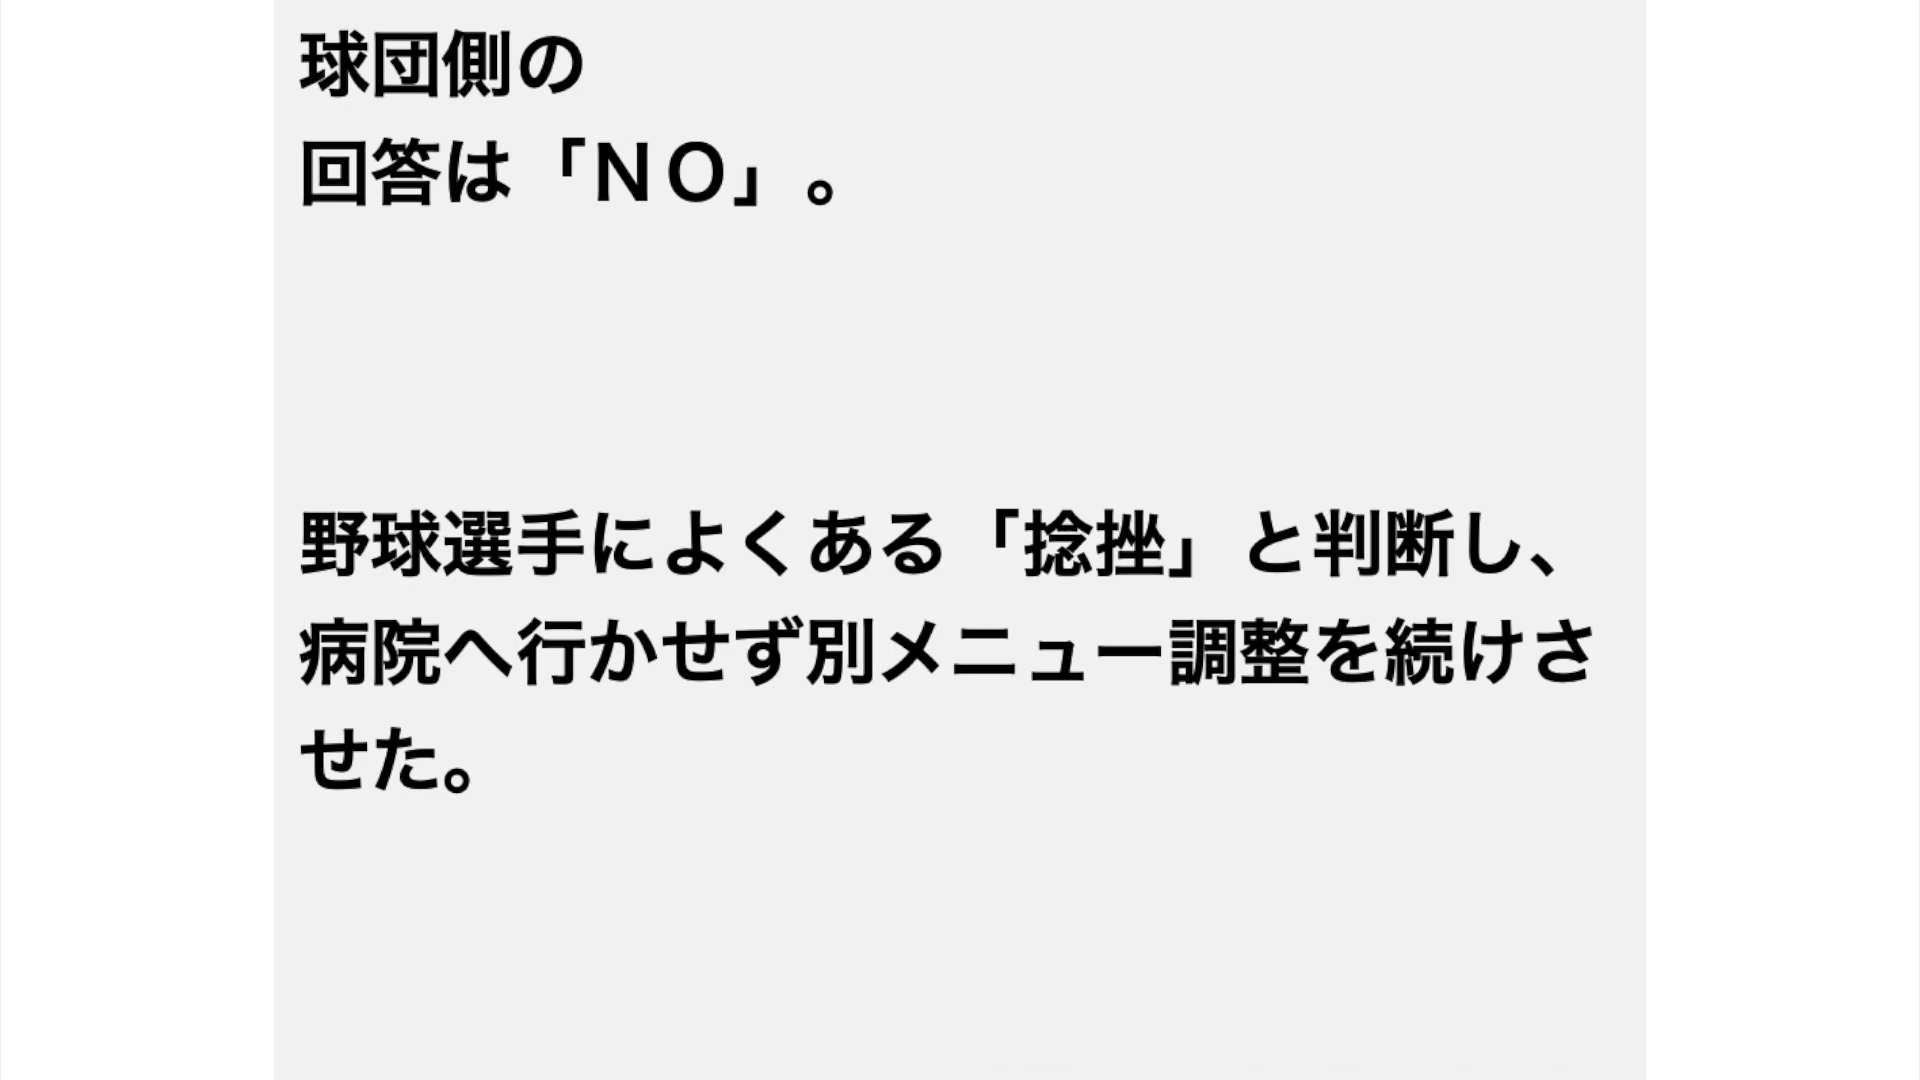 球団側の
回答は「ＮＯ」。
野球選手によくある「捻挫」と判断し、
病院へ行かせず別メニュー調整を続けさ
せた。